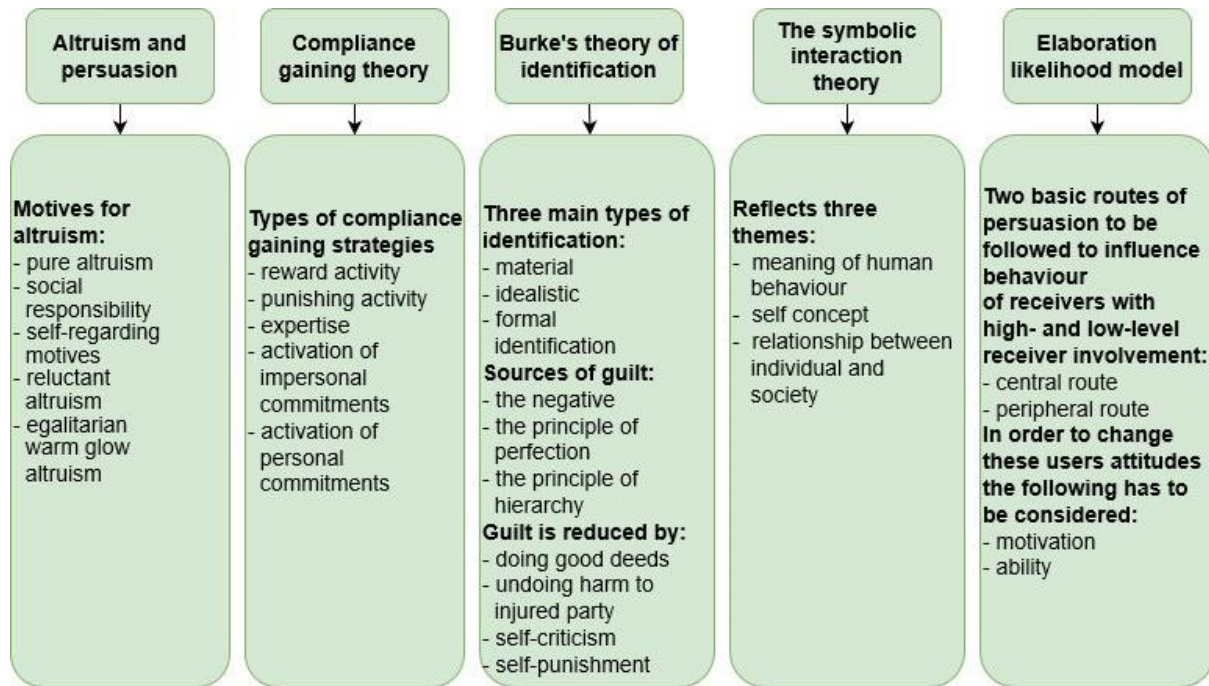 Altruism and
persuasion
Motives for
altruism:
- pure altruism
- social
responsibility
- self-regarding
motives
- reluctant
altruism
- egalitarian
warm glow
altruism
Compliance
gaining theory
Types of compliance
gaining strategies
- reward activity
- punishing activity
- expertise
- activation of
impersonal
commitments
- activation of
personal
commitments
Burke's theory of
identification
Three main types of
identification:
- material
- idealistic
- formal
identification
Sources of guilt:
- the negative
- the principle of
perfection
- the principle of
hierarchy
Guilt is reduced by:
- doing good deeds
- undoing harm to
injured party
- self-criticism
- self-punishment
The symbolic
interaction
theory
Reflects three
themes:
- meaning of human
behaviour
- self concept
- relationship between
individual and
society
Elaboration
likelihood model
Two basic routes of
persuasion to be
followed to influence
behaviour
of receivers with
high- and low-level
receiver involvement:
- central route
- peripheral route
In order to change
these users attitudes
the following has to
be considered:
- motivation
- ability